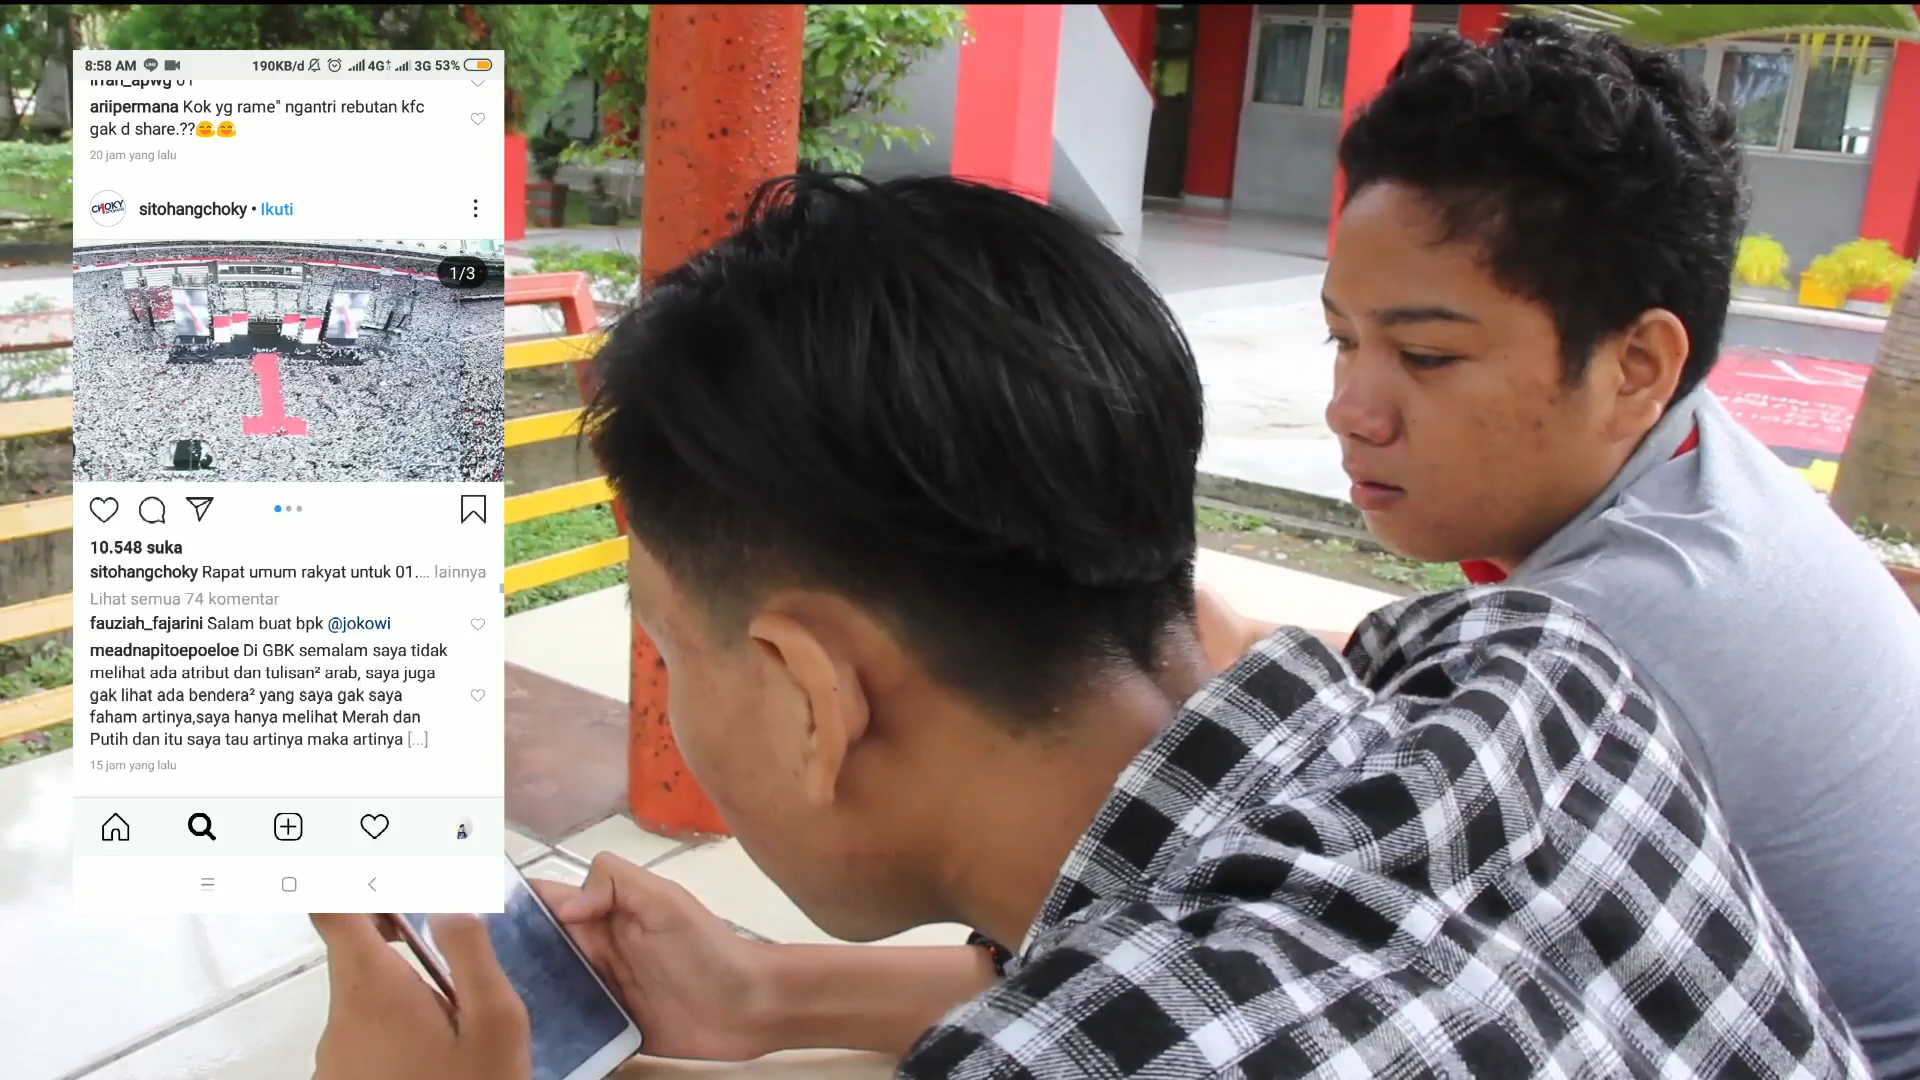 8:58 AM 190KB/d 4G 3G 53%
irfan_apwg 01
ariipermana Kok yg rame" ngantri rebutan kfc
gak d share.??🤗🤗
20 jam yang lalu
CHOKY
sitohangchoky • Ikuti
1/3
1
10.548 suka
sitohangchoky Rapat umum rakyat untuk 01.... lainnya
Lihat semua 74 komentar
fauziah_fajarini Salam buat bpk @jokowi
meadnapitoepoeloe Di GBK semalam saya tidak
melihat ada atribut dan tulisan² arab, saya juga
gak lihat ada bendera² yang saya gak saya
faham artinya,saya hanya melihat Merah dan
Putih dan itu saya tau artinya maka artinya [...]
15 jam yang lalu